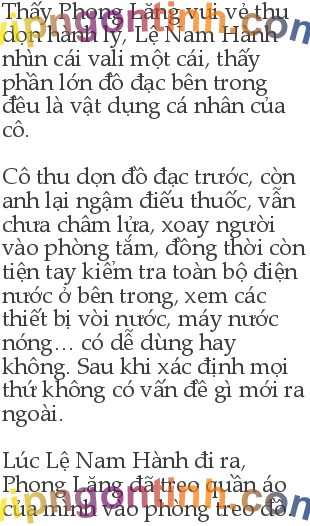 Thấy Phong Lăng vui vẻ thu
dọn hành lý, Lệ Nam Hành
nhìn cái vali một cái, thấy
phần lớn đồ đạc bên trong
đều là vật dụng cá nhân của
cô.
Cô thu dọn đồ đạc trước, còn
anh lại ngậm điếu thuốc, vẫn
chưa châm lửa, xoay người
vào phòng tắm, đồng thời còn
tiện tay kiểm tra toàn bộ điện
nước ở bên trong, xem các
thiết bị vòi nước, máy nước
nóng… có dễ dùng hay
không. Sau khi xác định mọi
thứ không có vấn đề gì mới ra
ngoài.
Lúc Lệ Nam Hành đi ra,
Phong Lăng đã treo quần áo
của mình vào phòng treo đồ.